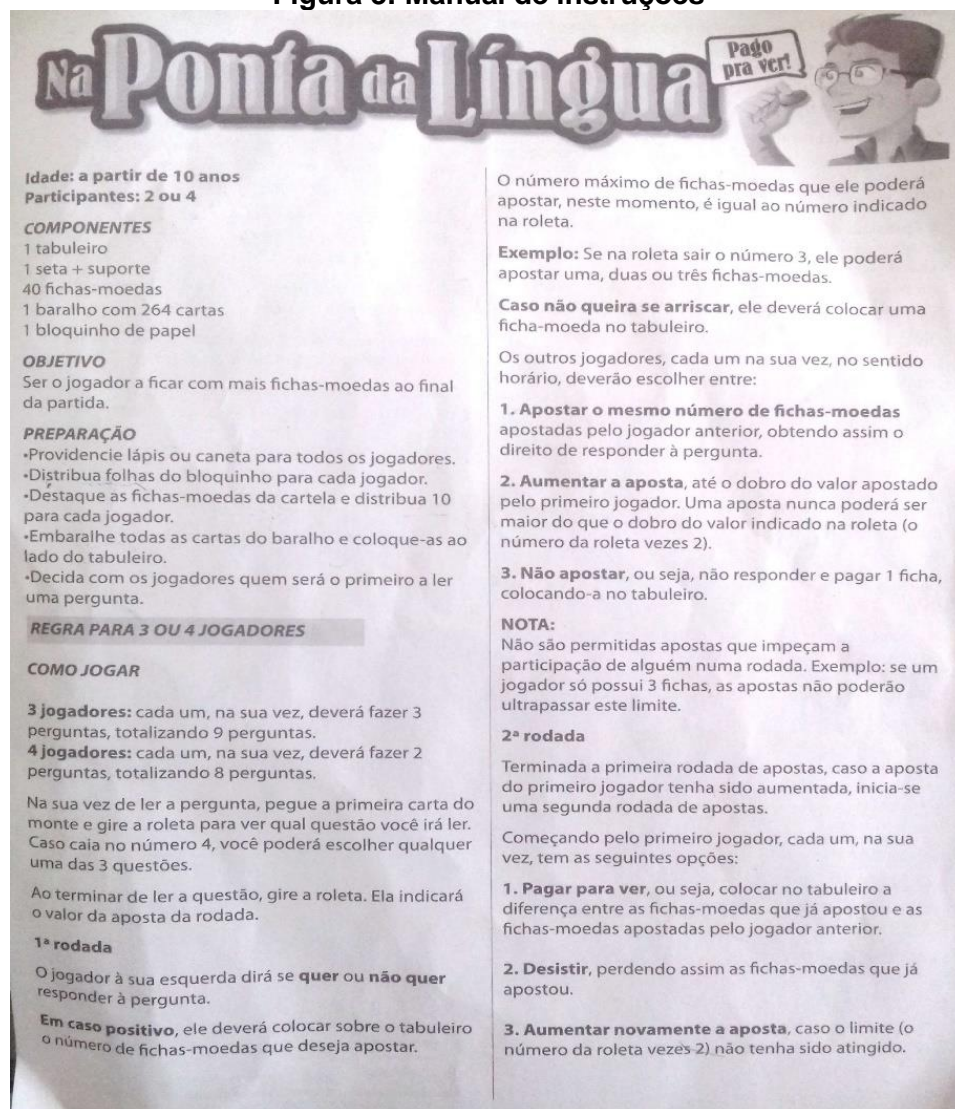 Figura 3: Manual de Instruções
Na Ponta da Língua
Pago
pra ver!
Idade: a partir de 10 anos
Participantes: 2 ou 4
COMPONENTES
1 tabuleiro
1 seta + suporte
40 fichas-moedas
1 baralho com 264 cartas
1 bloquinho de papel
OBJETIVO
Ser o jogador a ficar com mais fichas-moedas ao final
da partida.
PREPARAÇÃO
•Providencie lápis ou caneta para todos os jogadores.
•Distribua folhas do bloquinho para cada jogador.
•Destaque as fichas-moedas da cartela e distribua 10
para cada jogador.
•Embaralhe todas as cartas do baralho e coloque-as ao
lado do tabuleiro.
•Decida com os jogadores quem será o primeiro a ler
uma pergunta.
REGRA PARA 3 OU 4 JOGADORES
COMO JOGAR
3 jogadores: cada um, na sua vez, deverá fazer 3
perguntas, totalizando 9 perguntas.
4 jogadores: cada um, na sua vez, deverá fazer 2
perguntas, totalizando 8 perguntas.
Na sua vez de ler a pergunta, pegue a primeira carta do
monte e gire a roleta para ver qual questão você irá ler.
Caso caia no número 4, você poderá escolher qualquer
uma das 3 questões.
Ao terminar de ler a questão, gire a roleta. Ela indicará
o valor da aposta da rodada.
1ª rodada
O jogador à sua esquerda dirá se quer ou não quer
responder à pergunta.
Em caso positivo, ele deverá colocar sobre o tabuleiro
o número de fichas-moedas que deseja apostar.
O número máximo de fichas-moedas que ele poderá
apostar, neste momento, é igual ao número indicado
na roleta.
Exemplo: Se na roleta sair o número 3, ele poderá
apostar uma, duas ou três fichas-moedas.
Caso não queira se arriscar, ele deverá colocar uma
ficha-moeda no tabuleiro.
Os outros jogadores, cada um na sua vez, no sentido
horário, deverão escolher entre:
1. Apostar o mesmo número de fichas-moedas
apostadas pelo jogador anterior, obtendo assim o
direito de responder à pergunta.
2. Aumentar a aposta, até o dobro do valor apostado
pelo primeiro jogador. Uma aposta nunca poderá ser
maior do que o dobro do valor indicado na roleta (o
número da roleta vezes 2).
3. Não apostar, ou seja, não responder e pagar 1 ficha,
colocando-a no tabuleiro.
NOTA:
Não são permitidas apostas que impeçam a
participação de alguém numa rodada. Exemplo: se um
jogador só possui 3 fichas, as apostas não poderão
ultrapassar este limite.
2ª rodada
Terminada a primeira rodada de apostas, caso a aposta
do primeiro jogador tenha sido aumentada, inicia-se
uma segunda rodada de apostas.
Começando pelo primeiro jogador, cada um, na sua
vez, tem as seguintes opções:
1. Pagar para ver, ou seja, colocar no tabuleiro a
diferença entre as fichas-moedas que já apostou e as
fichas-moedas apostadas pelo jogador anterior.
2. Desistir, perdendo assim as fichas-moedas que já
apostou.
3. Aumentar novamente a aposta, caso o limite (o
número da roleta vezes 2) não tenha sido atingido.